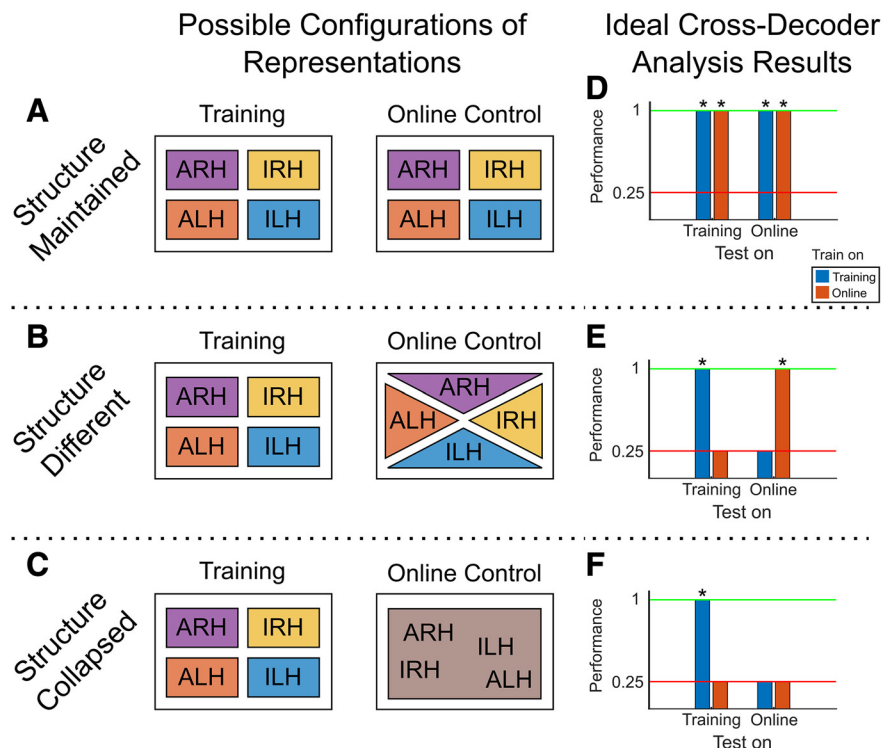 Possible Configurations of
Representations
Ideal Cross-Decoder
Analysis Results
A
Structure
Maintained
Training
ARH
IRH
ALH
ILH
Online Control
ARH
IRH
ALH
ILH
D
Performance
1
0.25
* * * *
Training Online
Test on
Train on
Training
Online
B
Structure
Different
Training
ARH
IRH
ALH
ILH
Online Control
ARH
ALH
IRH
ILH
E
Performance
1
0.25
* *
Training Online
Test on
C
Structure
Collapsed
Training
ARH
IRH
ALH
ILH
Online Control
ARH
ILH
IRH
ALH
F
Performance
1
0.25
*
Training Online
Test on